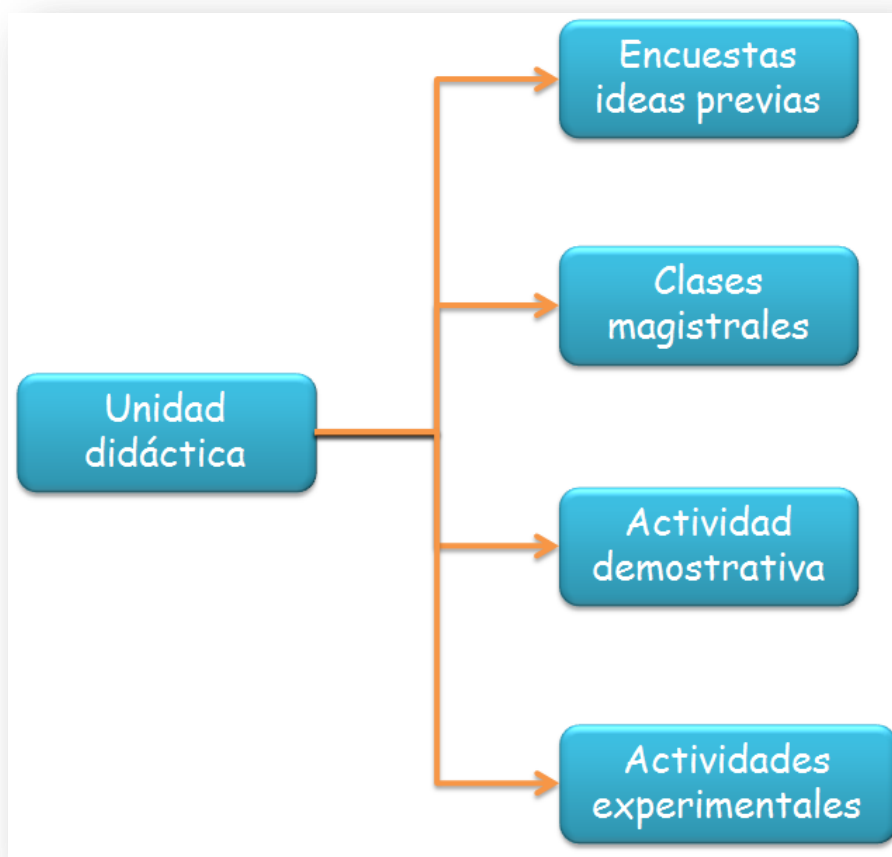 Encuestas
ideas previas
Clases
magistrales
Unidad
didáctica
Actividad
demostrativa
Actividades
experimentales